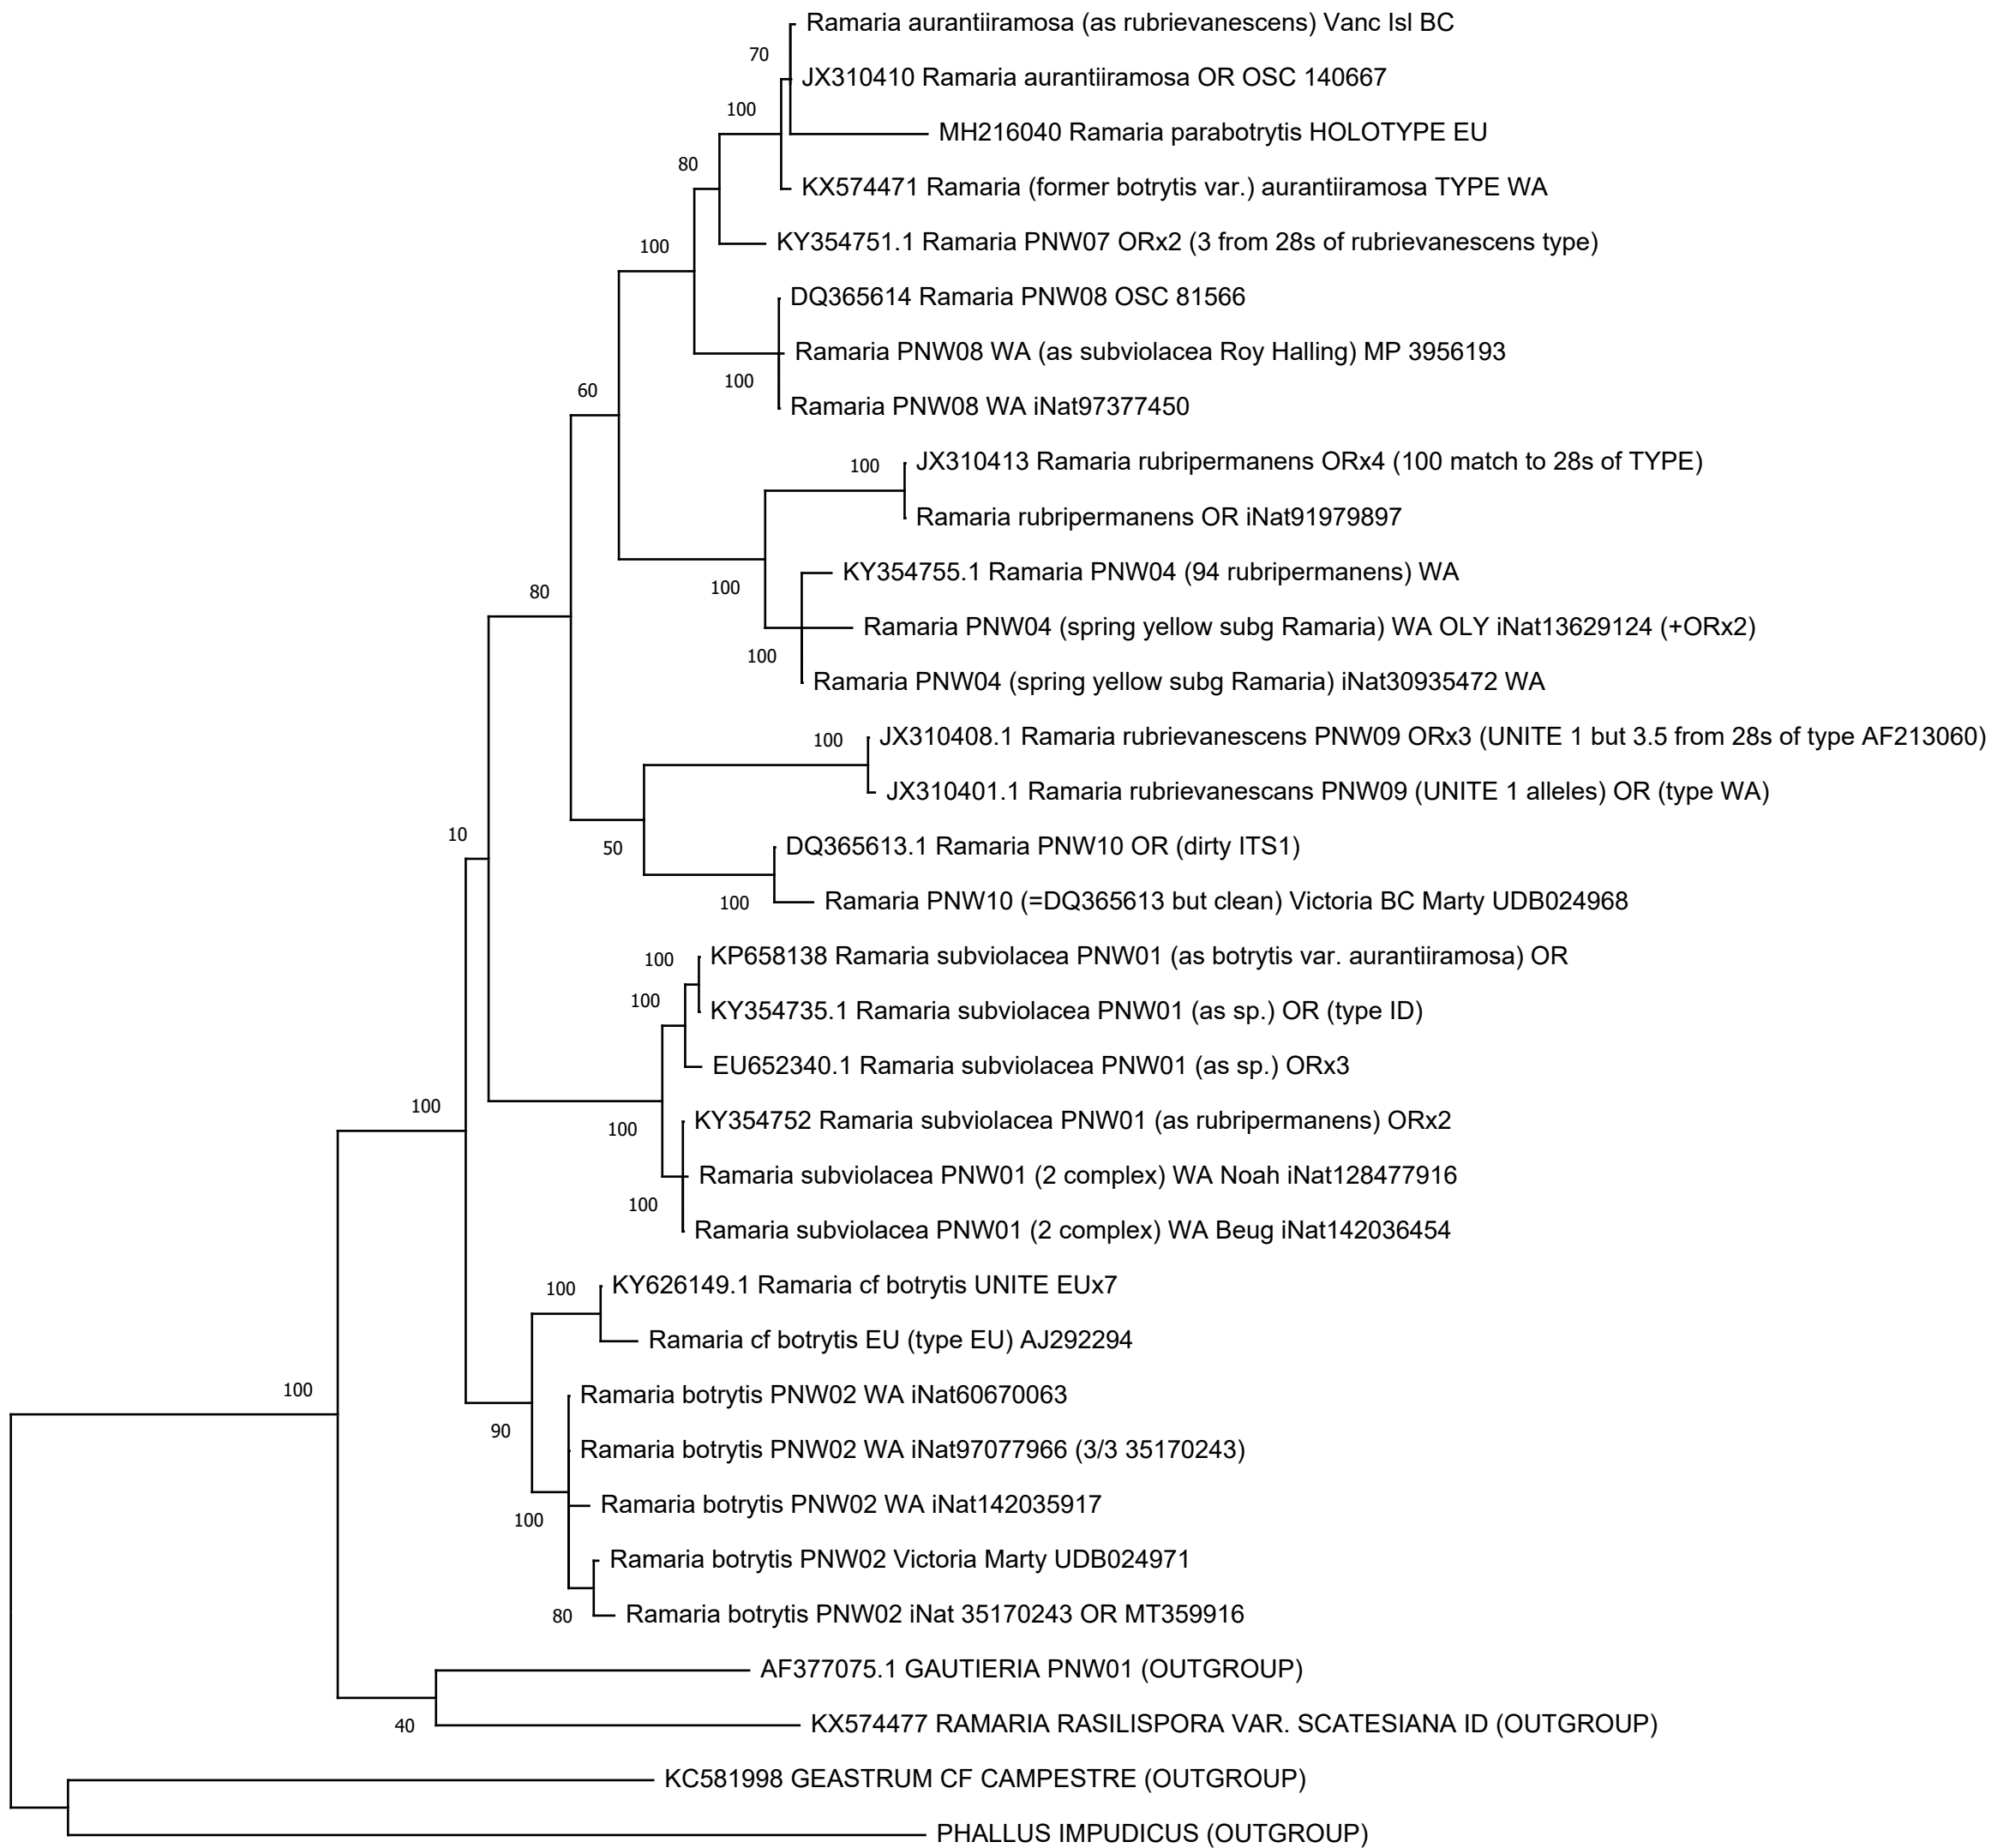 Ramaria aurantiiramosa (as rubrievanescens) Vanc Isl BC
70
JX310410 Ramaria aurantiiramosa OR OSC 140667
100
MH216040 Ramaria parabotrytis HOLOTYPE EU
80
KX574471 Ramaria (former botrytis var.) aurantiiramosa TYPE WA
100
KY354751.1 Ramaria PNW07 ORx2 (3 from 28s of rubrievanescens type)
DQ365614 Ramaria PNW08 OSC 81566
Ramaria PNW08 WA (as subviolacea Roy Halling) MP 3956193
100
60
Ramaria PNW08 WA iNat97377450
100
JX310413 Ramaria rubripermanens ORx4 (100 match to 28s of TYPE)
Ramaria rubripermanens OR iNat91979897
KY354755.1 Ramaria PNW04 (94 rubripermanens) WA
100
80
Ramaria PNW04 (spring yellow subg Ramaria) WA OLY iNat13629124 (+ORx2)
100
Ramaria PNW04 (spring yellow subg Ramaria) iNat30935472 WA
100
JX310408.1 Ramaria rubrievanescens PNW09 ORx3 (UNITE 1 but 3.5 from 28s of type AF213060)
JX310401.1 Ramaria rubrievanescans PNW09 (UNITE 1 alleles) OR (type WA)
10
50
DQ365613.1 Ramaria PNW10 OR (dirty ITS1)
100
Ramaria PNW10 (=DQ365613 but clean) Victoria BC Marty UDB024968
100
KP658138 Ramaria subviolacea PNW01 (as botrytis var. aurantiiramosa) OR
100
KY354735.1 Ramaria subviolacea PNW01 (as sp.) OR (type ID)
EU652340.1 Ramaria subviolacea PNW01 (as sp.) ORx3
100
100
KY354752 Ramaria subviolacea PNW01 (as rubripermanens) ORx2
Ramaria subviolacea PNW01 (2 complex) WA Noah iNat128477916
100
Ramaria subviolacea PNW01 (2 complex) WA Beug iNat142036454
100
KY626149.1 Ramaria cf botrytis UNITE EUx7
Ramaria cf botrytis EU (type EU) AJ292294
100
Ramaria botrytis PNW02 WA iNat60670063
90
Ramaria botrytis PNW02 WA iNat97077966 (3/3 35170243)
Ramaria botrytis PNW02 WA iNat142035917
100
Ramaria botrytis PNW02 Victoria Marty UDB024971
80
Ramaria botrytis PNW02 iNat 35170243 OR MT359916
AF377075.1 GAUTIERIA PNW01 (OUTGROUP)
40
KX574477 RAMARIA RASILISPORA VAR. SCATESIANA ID (OUTGROUP)
KC581998 GEASTRUM CF CAMPESTRE (OUTGROUP)
PHALLUS IMPUDICUS (OUTGROUP)